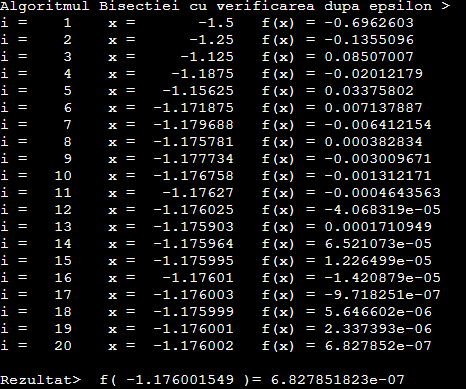 Algoritmul Bisectiei cu verificarea dupa epsilon >
i = 1 x = -1.5 f(x) = -0.6962603
i = 2 x = -1.25 f(x) = -0.1355096
i = 3 x = -1.125 f(x) = 0.08507007
i = 4 x = -1.1875 f(x) = -0.02012179
i = 5 x = -1.15625 f(x) = 0.03375802
i = 6 x = -1.171875 f(x) = 0.007137887
i = 7 x = -1.179688 f(x) = -0.006412154
i = 8 x = -1.175781 f(x) = 0.000382834
i = 9 x = -1.177734 f(x) = -0.003009671
i = 10 x = -1.176758 f(x) = -0.001312171
i = 11 x = -1.17627 f(x) = -0.0004643563
i = 12 x = -1.176025 f(x) = -4.068319e-05
i = 13 x = -1.175903 f(x) = 0.0001710949
i = 14 x = -1.175964 f(x) = 6.521073e-05
i = 15 x = -1.175995 f(x) = 1.226499e-05
i = 16 x = -1.17601 f(x) = -1.420879e-05
i = 17 x = -1.176003 f(x) = -9.718251e-07
i = 18 x = -1.175999 f(x) = 5.646602e-06
i = 19 x = -1.176001 f(x) = 2.337393e-06
i = 20 x = -1.176002 f(x) = 6.827852e-07
Rezultat> f( -1.176001549 )= 6.827851823e-07